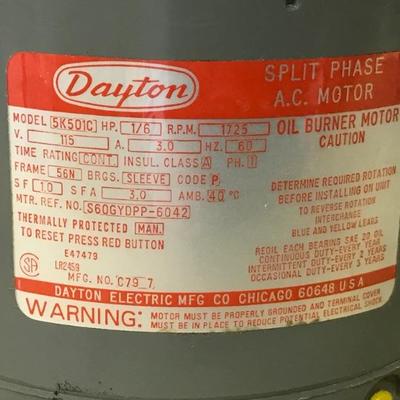 Dayton
SPLIT PHASE
A.C. MOTOR
MODEL 5K501C HP. 1/6 R.P.M. 1725
V. 115 A. 3.0 HZ. 60
TIME RATING CONT. INSUL. CLASS A PH. 1
FRAME 56N BRGS. SLEEVE CODE P
S F 1.0 S F A 3.0 AMB. 40°C
MTR. REF. NO. S60GYDPP-6042
THERMALLY PROTECTED MAN.
TO RESET PRESS RED BUTTON
E47479
SA
LR2459
MFG. NO. C79 7
OIL BURNER MOTOR
CAUTION
DETERMINE REQUIRED ROTATION
BEFORE INSTALLING ON UNIT
TO REVERSE ROTATION
INTERCHANGE
BLUE AND YELLOW LEADS
REOIL EACH BEARING SAE 20 OIL
CONTINUOUS DUTY-EVERY YEAR
INTERMITTENT DUTY-EVERY 2 YEARS
OCCASIONAL DUTY-EVERY 3 YEARS
DAYTON ELECTRIC MFG CO CHICAGO 60648 U.S.A
WARNING: MOTOR MUST BE PROPERLY GROUNDED AND TERMINAL COVER
MUST BE IN PLACE TO REDUCE POTENTIAL ELECTRICAL SHOCK